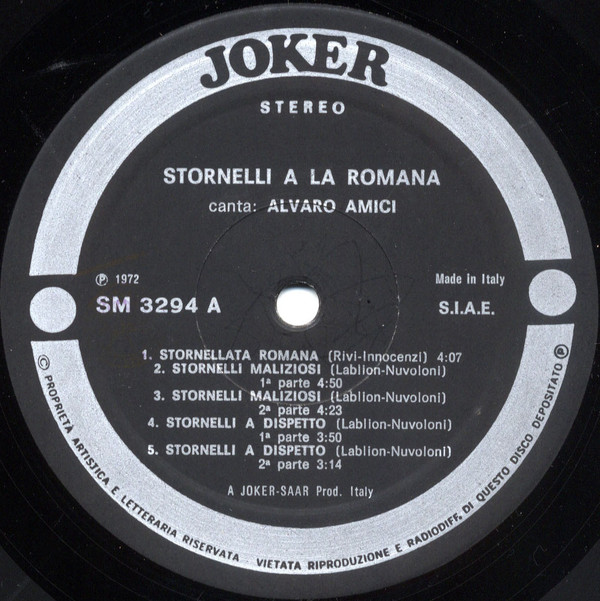 JOKER
STEREO
STORNELLI A LA ROMANA
canta: ALVARO AMICI
℗ 1972
Made in Italy
SM 3294 A
S.I.A.E.
1. STORNELLATA ROMANA (Rivi-Innocenzi) 4:07
2. STORNELLI MALIZIOSI (Lablion-Nuvoloni)
1ª parte 4:50
3. STORNELLI MALIZIOSI (Lablion-Nuvoloni)
2ª parte 4:23
4. STORNELLI A DISPETTO (Lablion-Nuvoloni)
1ª parte 3:50
5. STORNELLI A DISPETTO (Lablion-Nuvoloni)
2ª parte 3:14
A JOKER-SAAR Prod. Italy
© PROPRIETA ARTISTICA E LETTERARIA RISERVATA VIETATA RIPRODUZIONE E RADIODIFF. DI QUESTO DISCO DEPOSITATO ℗